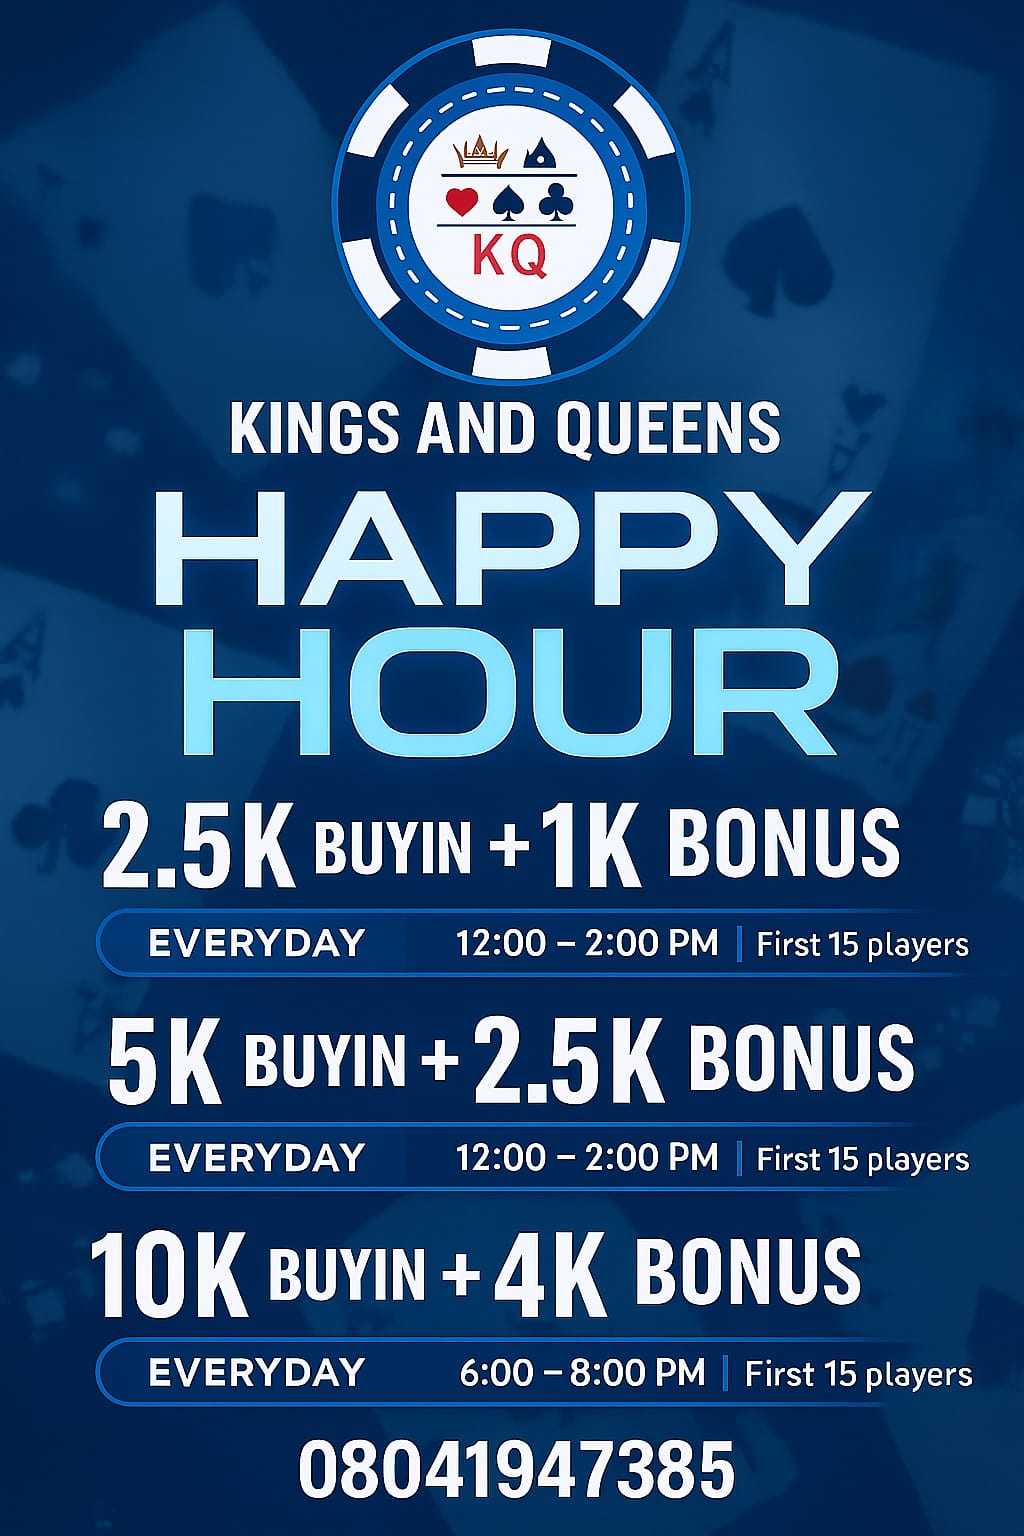 KQ
KINGS AND QUEENS
HAPPY
HOUR
2.5K BUYIN + 1K BONUS
EVERYDAY 12:00 – 2:00 PM | First 15 players
5K BUYIN + 2.5K BONUS
EVERYDAY 12:00 – 2:00 PM | First 15 players
10K BUYIN + 4K BONUS
EVERYDAY 6:00 – 8:00 PM | First 15 players
08041947385